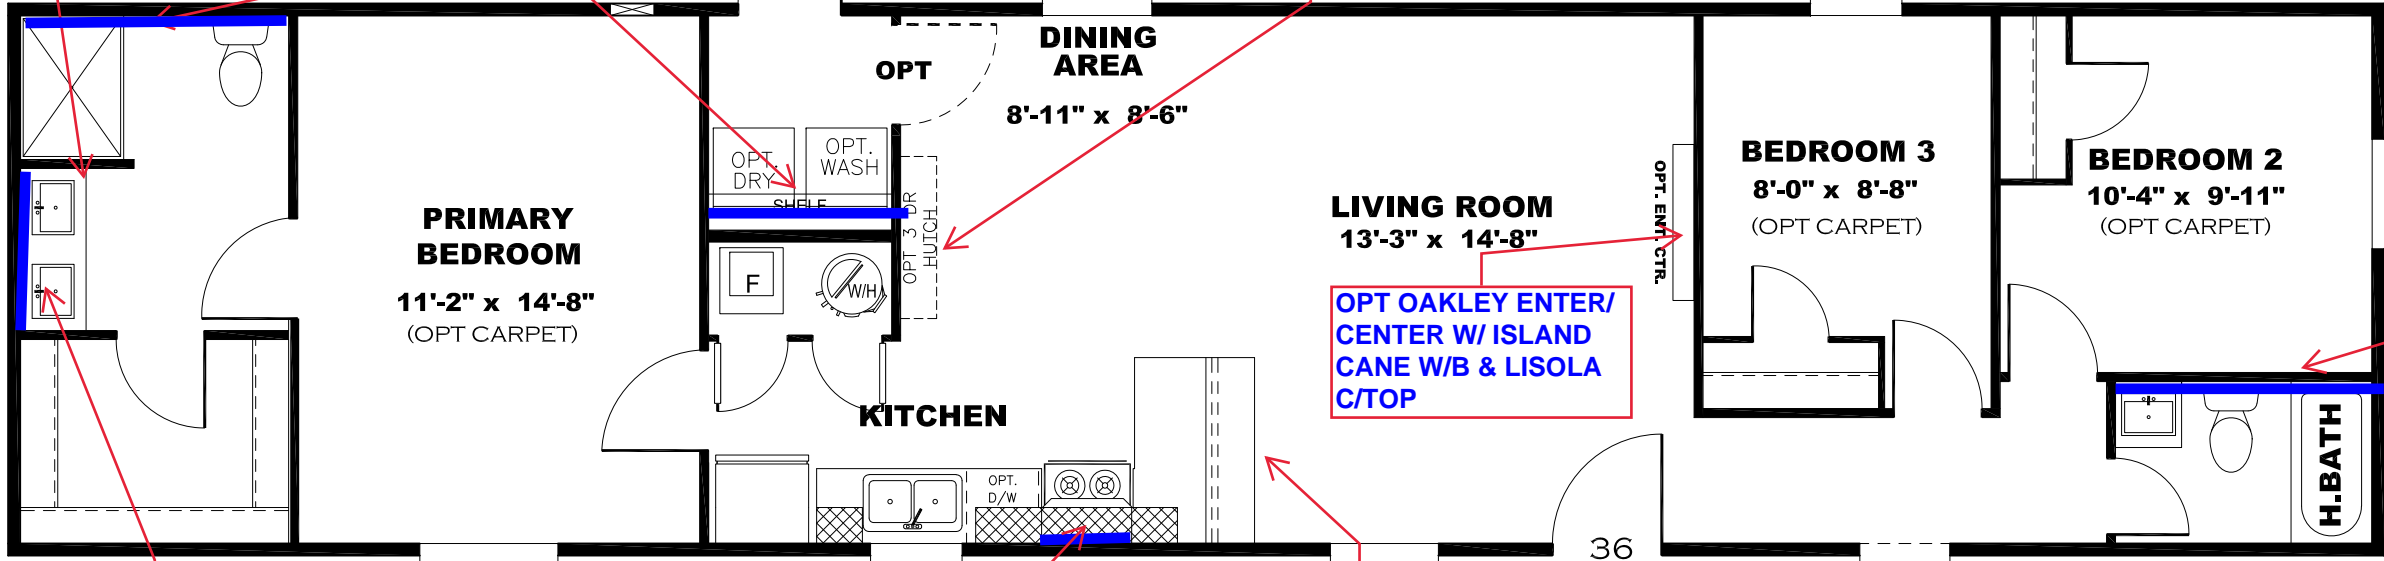 PRIMARY
BEDROOM
11'-2" x 14'-8"
(OPT CARPET)
OPT
OPT.
DRY
OPT.
WASH
SHELF
OPT 3 DR
HUTCH
F
W/H
DINING
AREA
8'-11" x 8'-6"
KITCHEN
OPT.
D/W
LIVING ROOM
13'-3" x 14'-8"
OPT. ENT. CTR.
OPT OAKLEY ENTER/
CENTER W/ ISLAND
CANE W/B & LISOLA
C/TOP
36
BEDROOM 3
8'-0" x 8'-8"
(OPT CARPET)
BEDROOM 2
10'-4" x 9'-11"
(OPT CARPET)
H.BATH